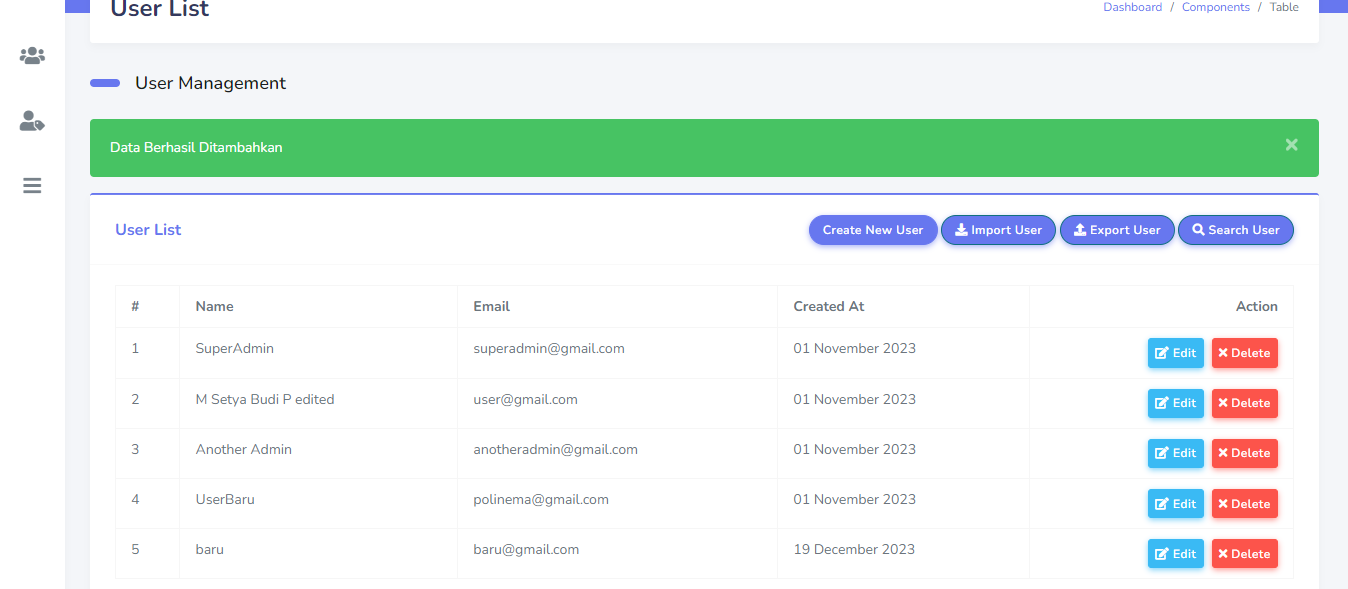 User List
Dashboard / Components / Table
User Management
Data Berhasil Ditambahkan ×
User List
Create New User Import User Export User Search User
# Name Email Created At Action
1 SuperAdmin superadmin@gmail.com 01 November 2023 Edit Delete
2 M Setya Budi P edited user@gmail.com 01 November 2023 Edit Delete
3 Another Admin anotheradmin@gmail.com 01 November 2023 Edit Delete
4 UserBaru polinema@gmail.com 01 November 2023 Edit Delete
5 baru baru@gmail.com 19 December 2023 Edit Delete